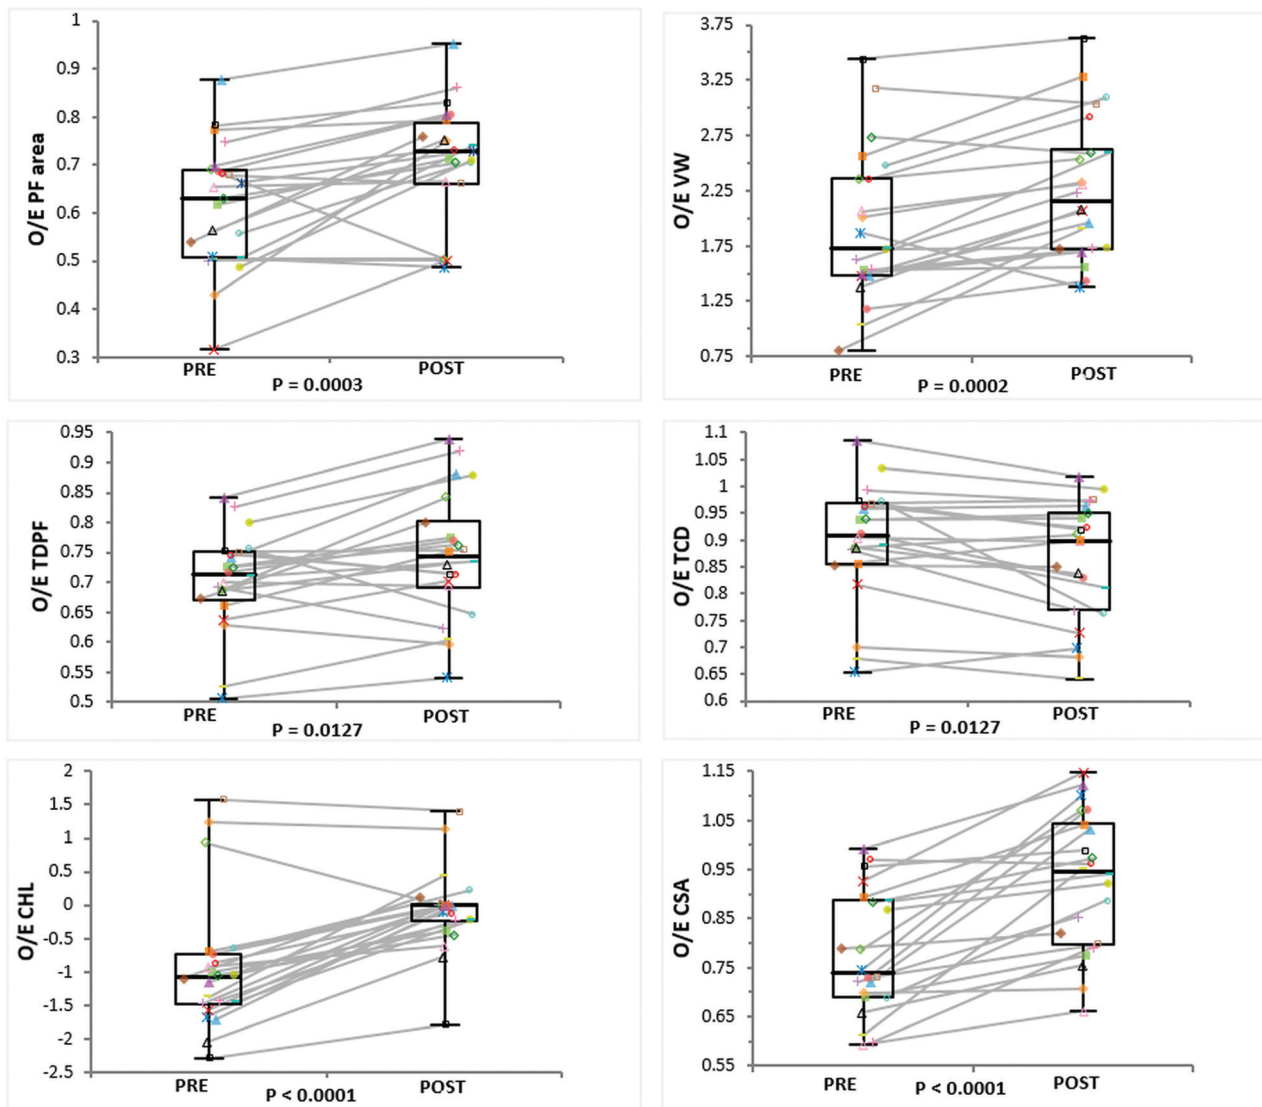 1
0.9
0.8
0.7
0.6
0.5
0.4
0.3
O/E PF area
PRE
POST
P = 0.0003
3.75
3.25
2.75
2.25
1.75
1.25
0.75
O/E VW
PRE
POST
P = 0.0002
0.95
0.9
0.85
0.8
0.75
0.7
0.65
0.6
0.55
0.5
O/E TDPF
PRE
POST
P = 0.0127
1.1
1.05
1
0.95
0.9
0.85
0.8
0.75
0.7
0.65
0.6
O/E TCD
PRE
POST
P = 0.0127
2
1.5
1
0.5
0
-0.5
-1
-1.5
-2
-2.5
O/E CHL
PRE
POST
P < 0.0001
1.15
1.05
0.95
0.85
0.75
0.65
0.55
O/E CSA
PRE
POST
P < 0.0001